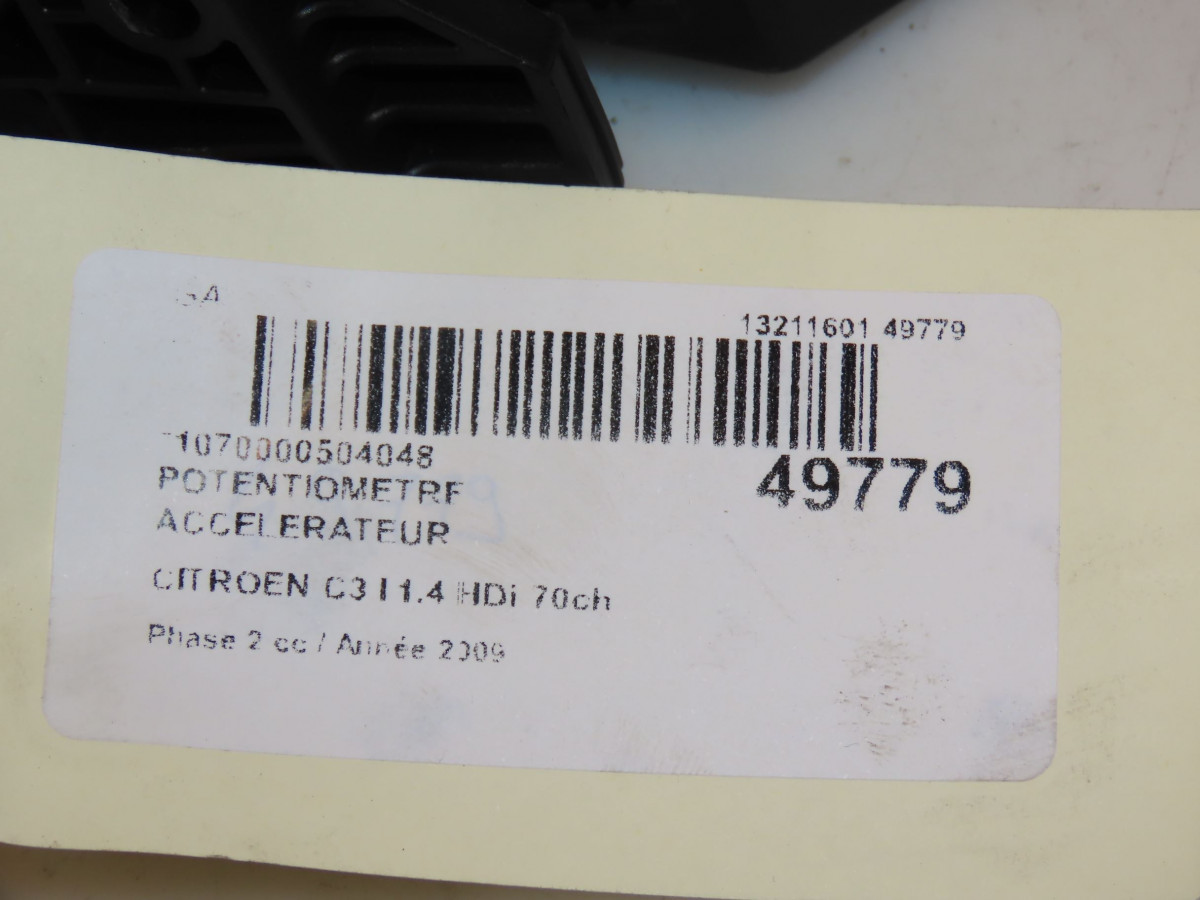 13211601 49779
1070000504048
49779
POTENTIOMETRE
ACCELERATEUR
CITROEN C3 I 1.4 HDi 70ch
Phase 2 cc / Année 2009